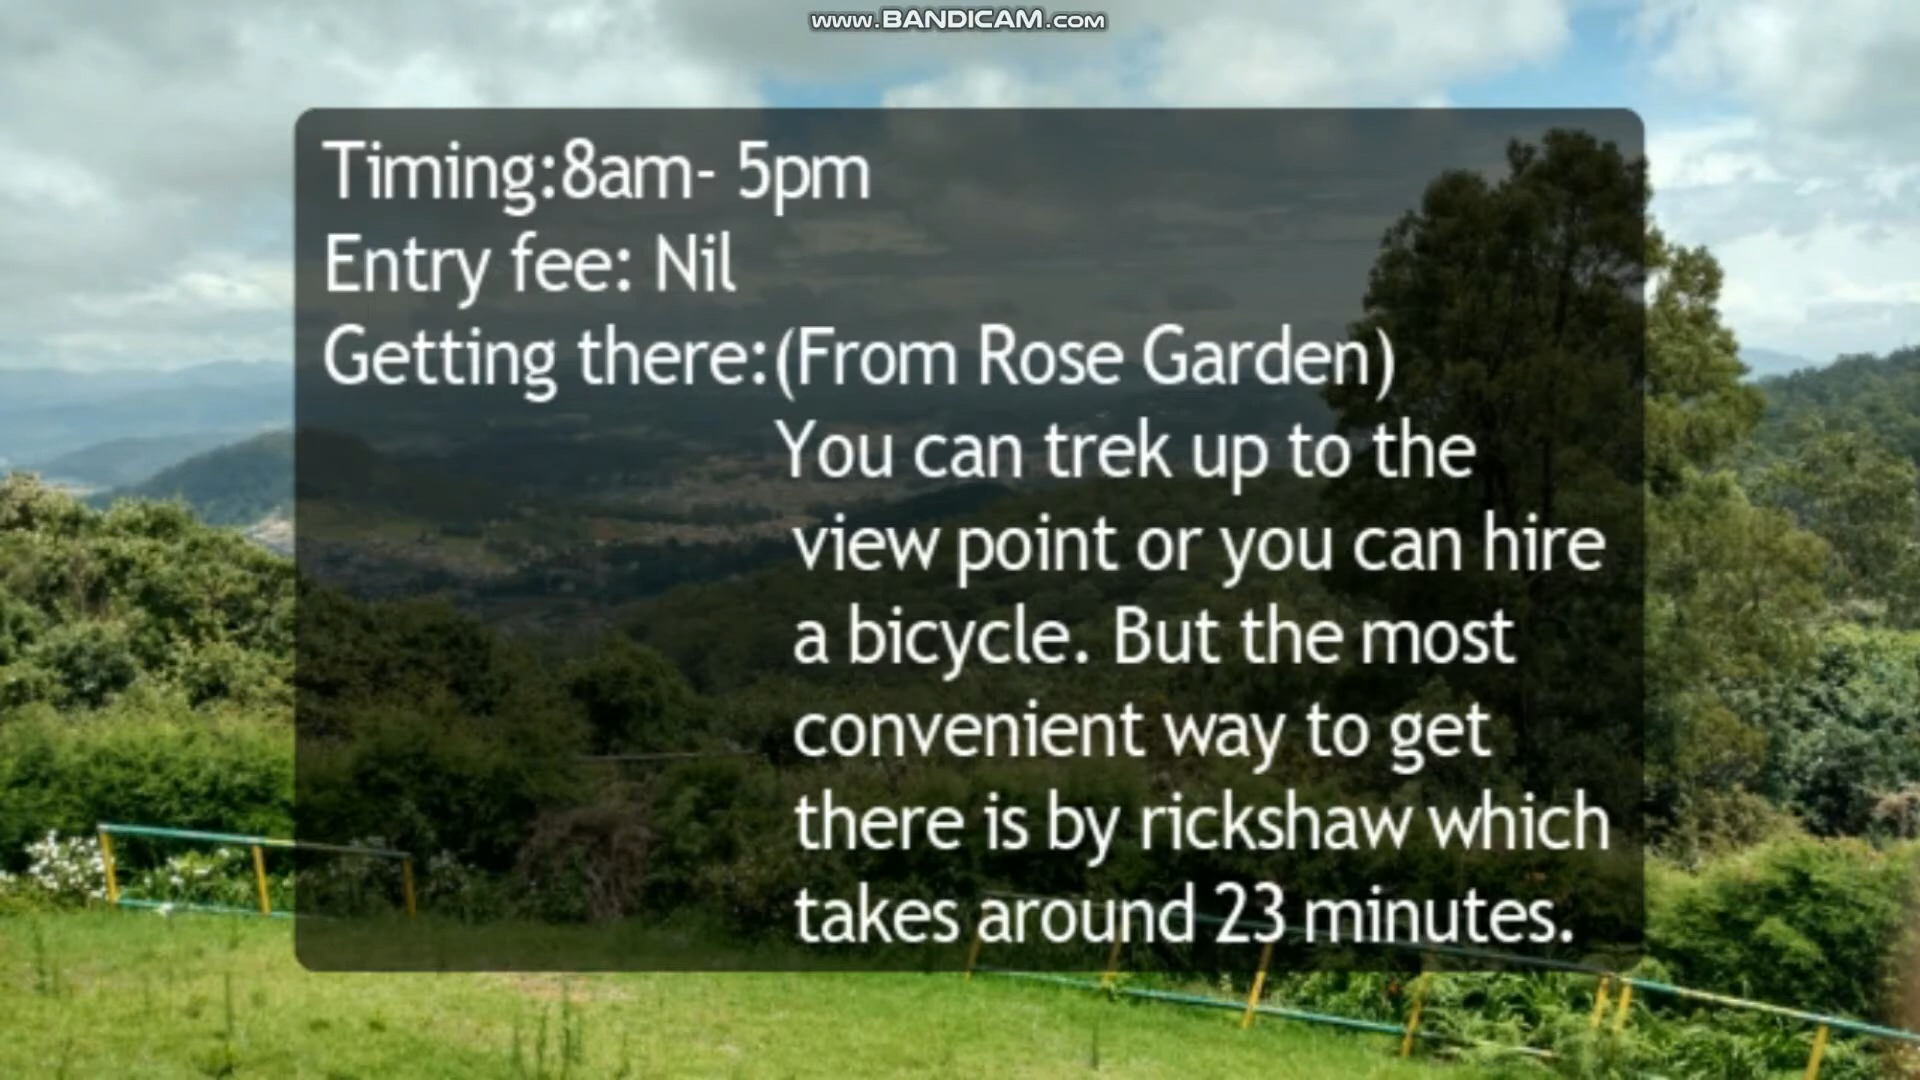 www.BANDICAM.com
Timing:8am- 5pm
Entry fee: Nil
Getting there:(From Rose Garden)
You can trek up to the
view point or you can hire
a bicycle. But the most
convenient way to get
there is by rickshaw which
takes around 23 minutes.